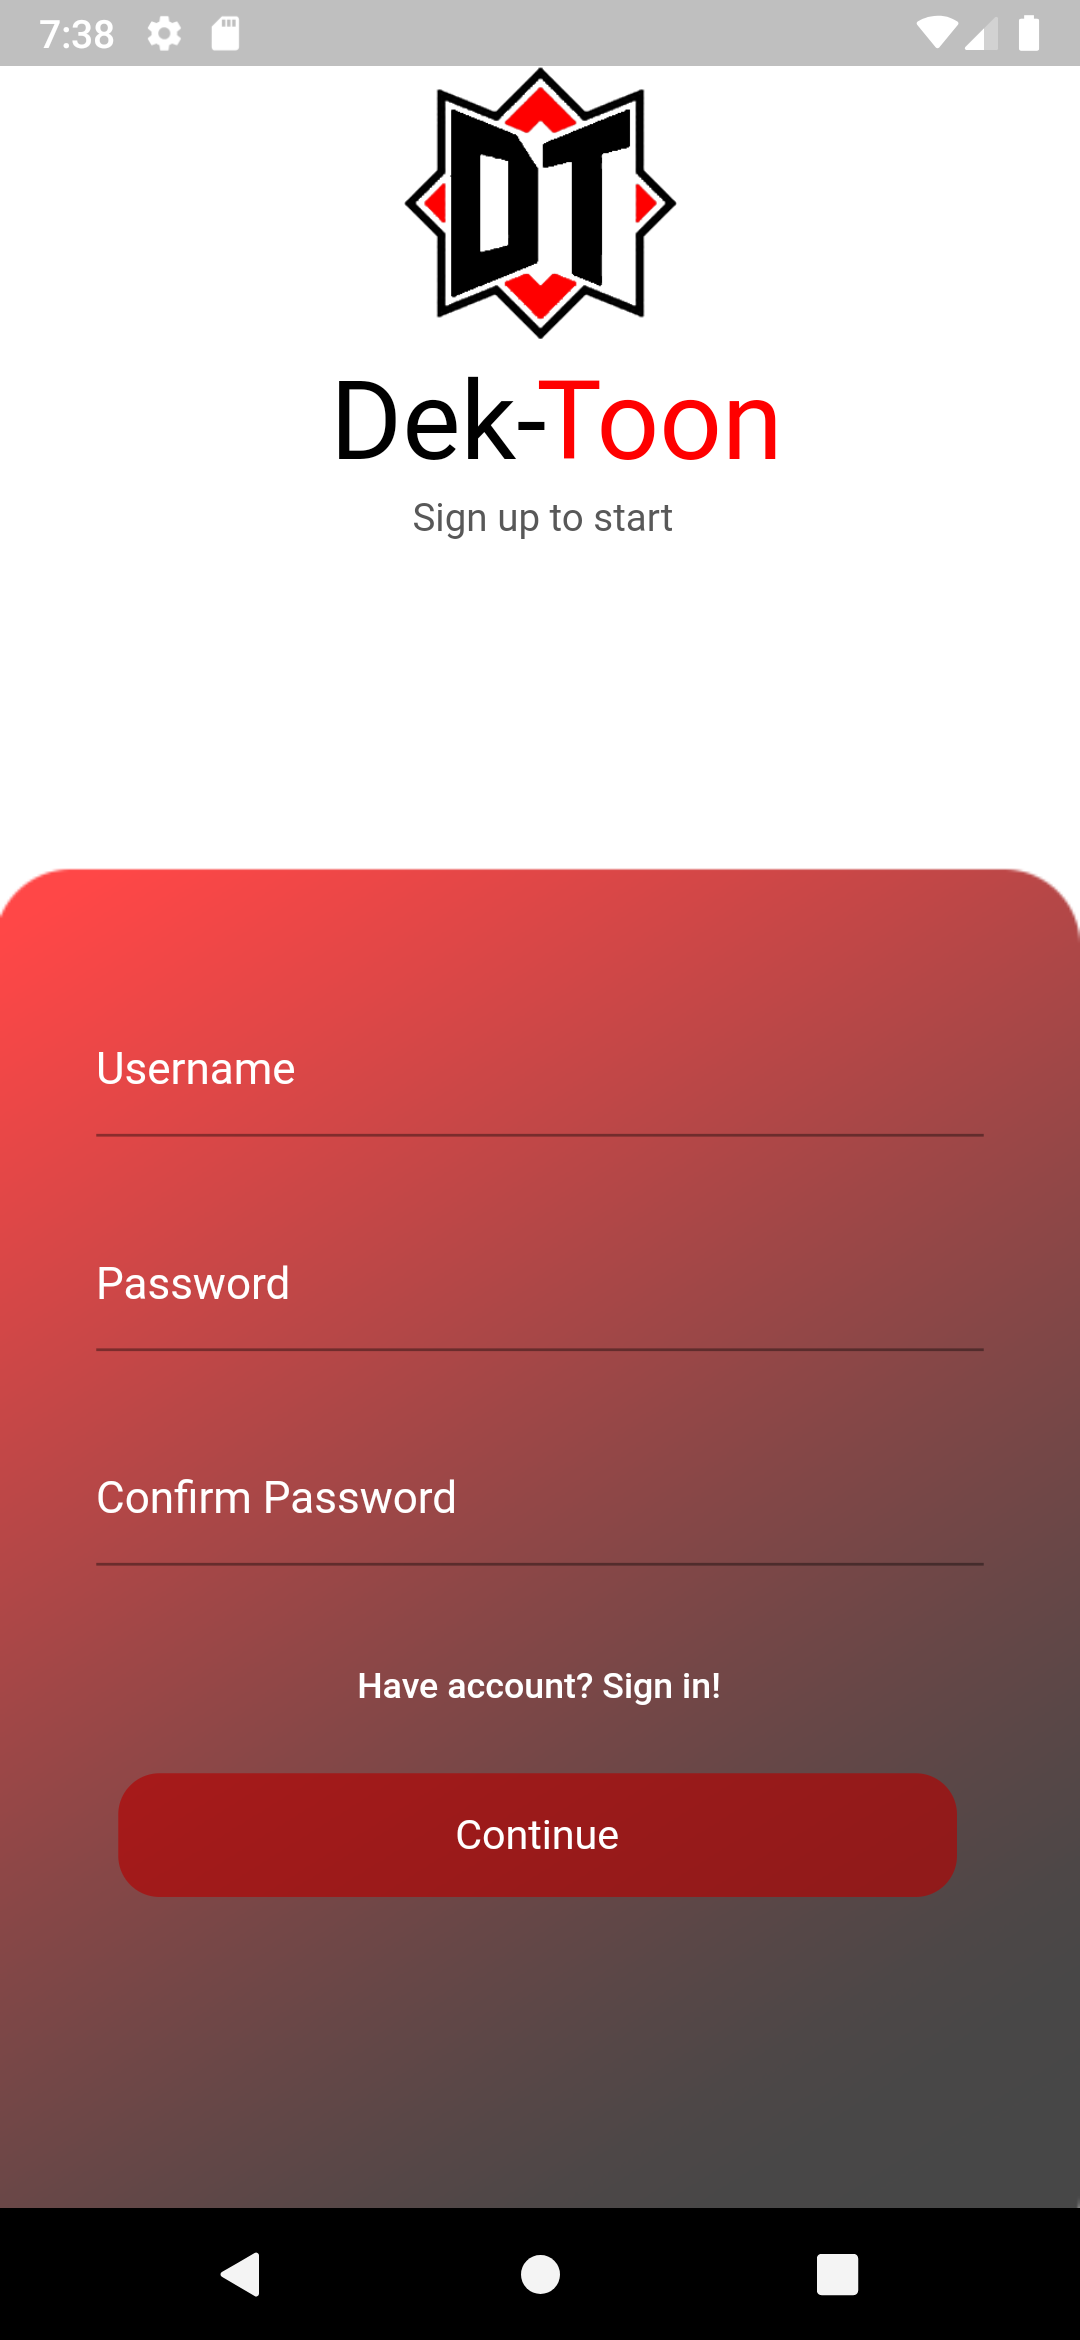 7:38
DT
Dek-Toon
Sign up to start
Username
Password
Confirm Password
Have account? Sign in!
Continue